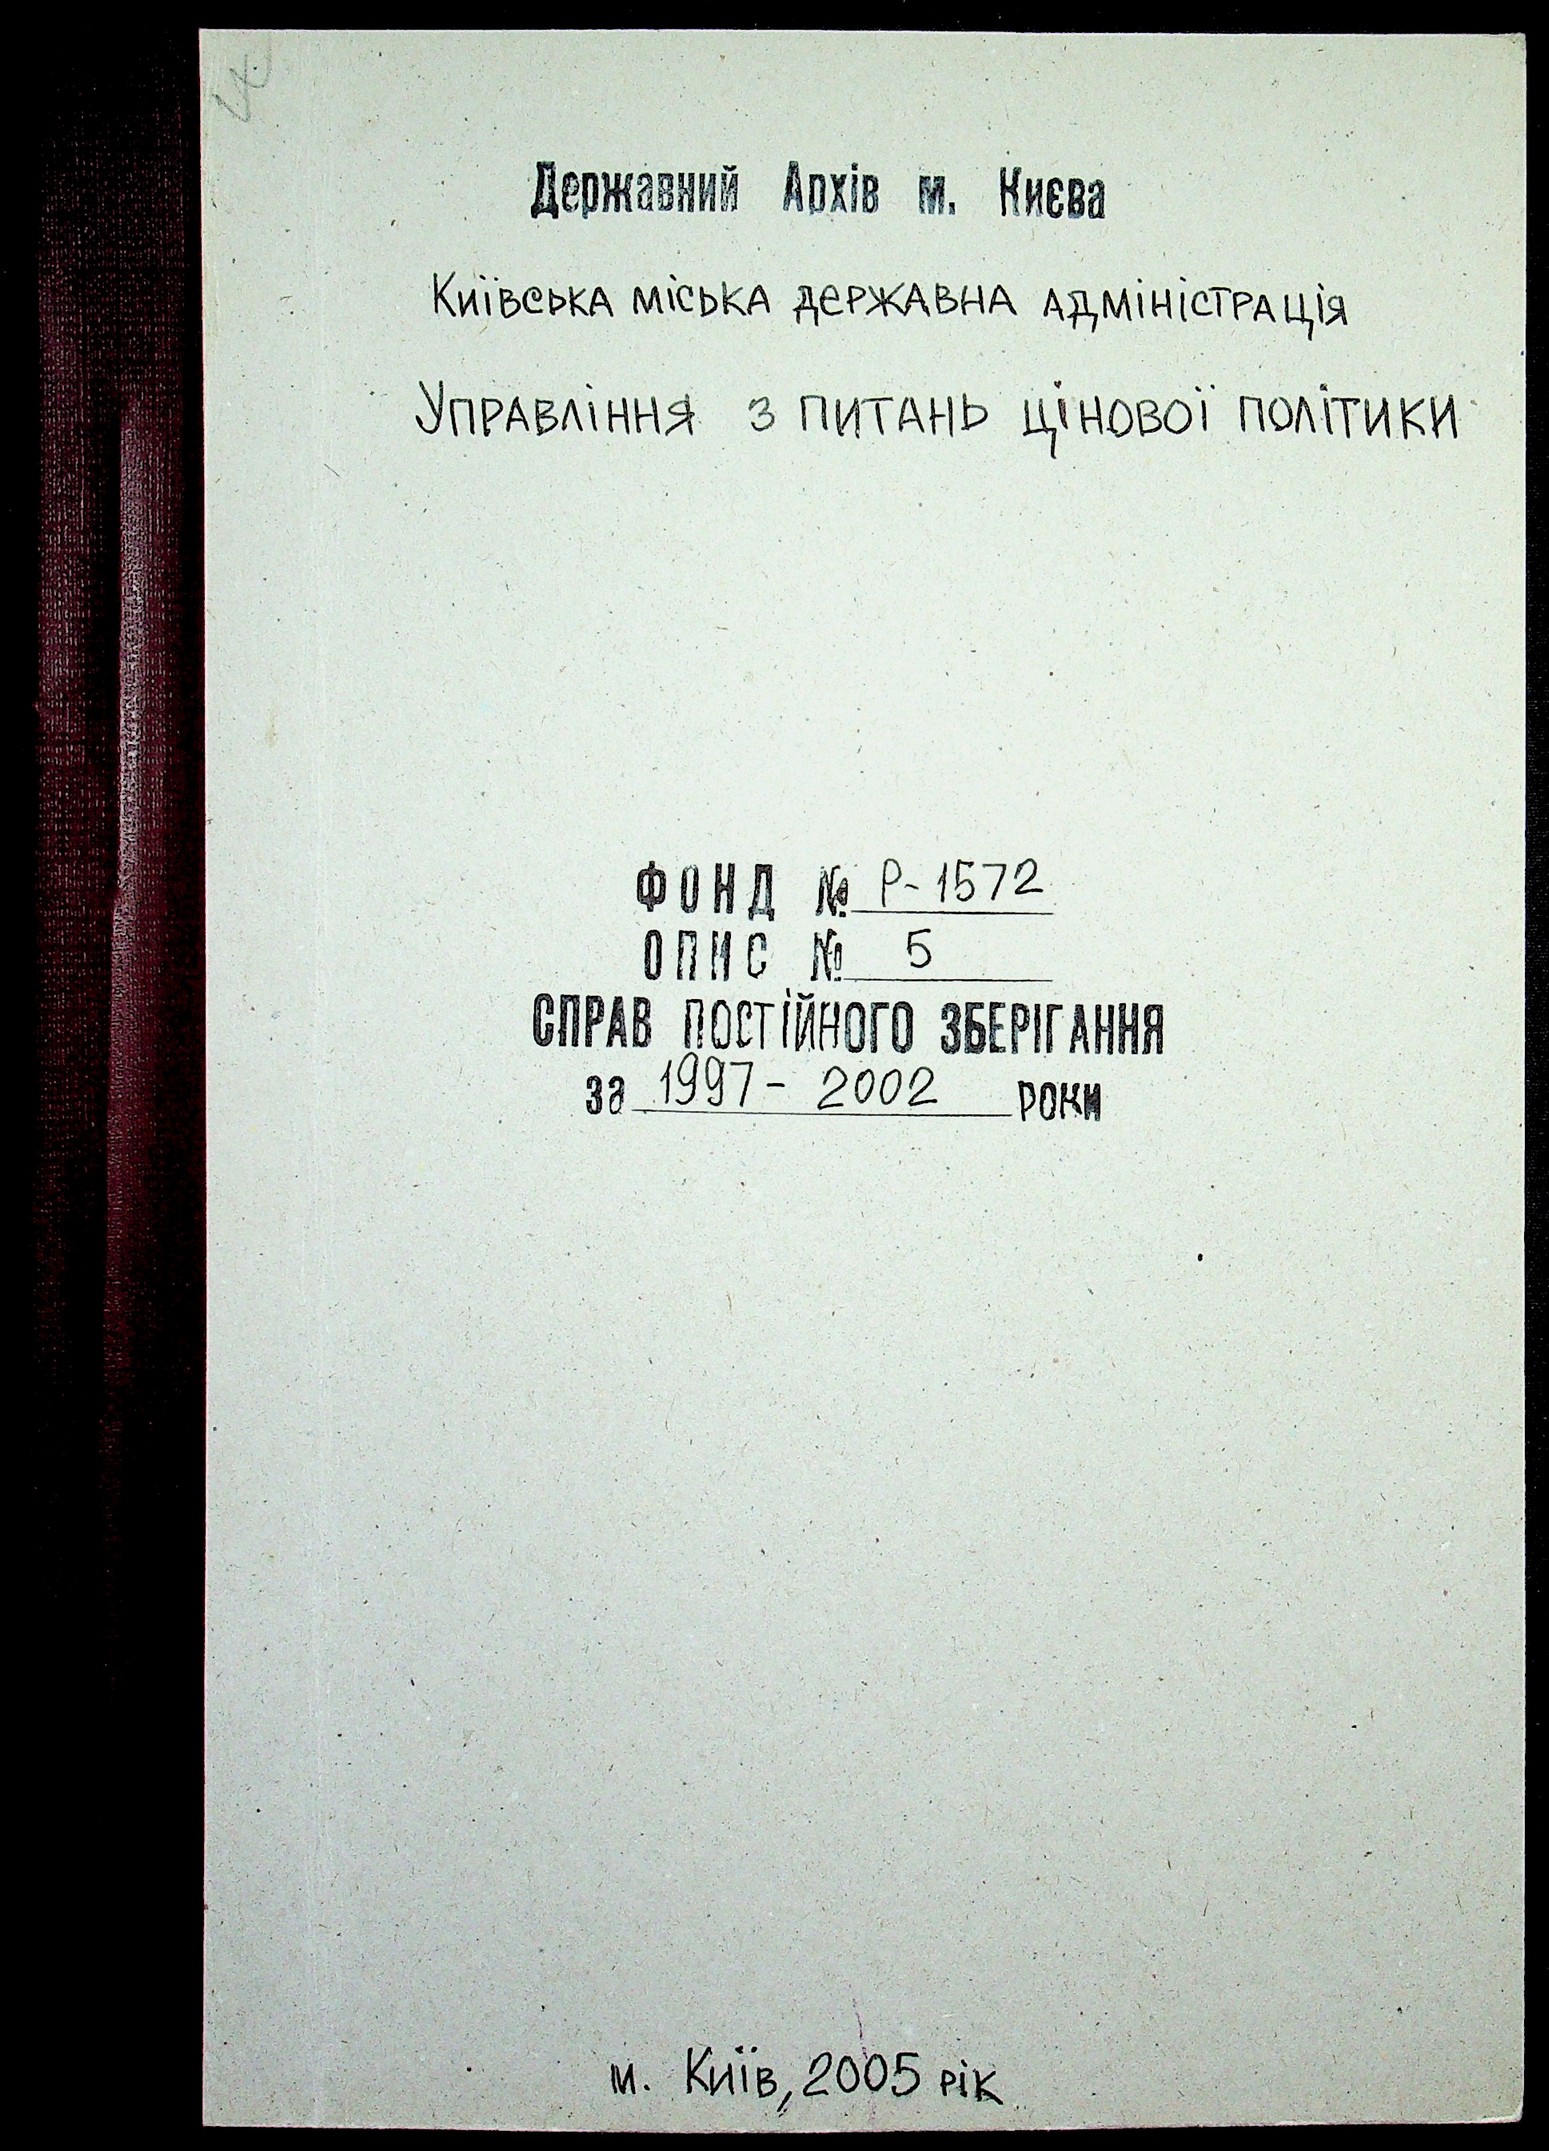 Державний Архів м. Києва
Київська міська державна адміністрація
Управління з питань цінової політики
ФОНД № Р-1572
ОПИС № 5
СПРАВ ПОСТІЙНОГО ЗБЕРІГАННЯ
за 1997- 2002 роки
м. Київ, 2005 рік